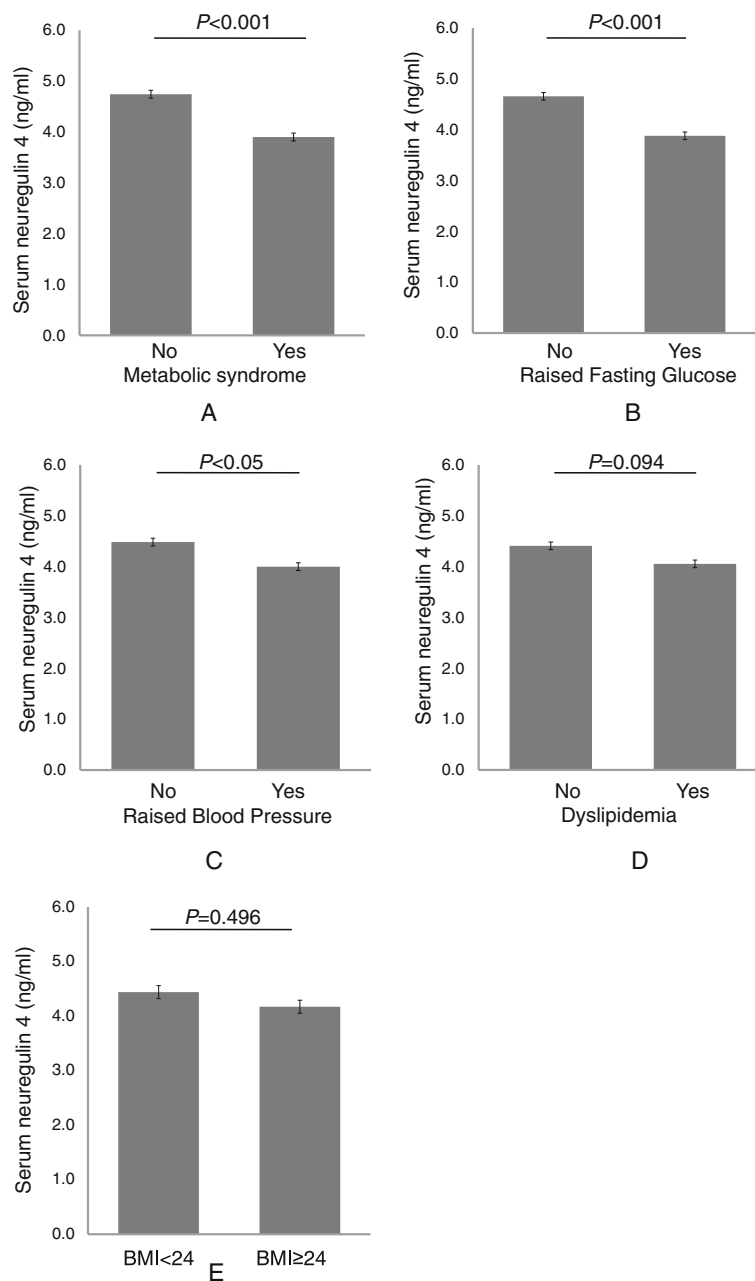 P<0.001
Serum neuregulin 4 (ng/ml)
6.0
5.0
4.0
3.0
2.0
1.0
0.0
No Yes
Metabolic syndrome
A
P<0.001
Serum neuregulin 4 (ng/ml)
6.0
5.0
4.0
3.0
2.0
1.0
0.0
No Yes
Raised Fasting Glucose
B
P<0.05
Serum neuregulin 4 (ng/ml)
6.0
5.0
4.0
3.0
2.0
1.0
0.0
No Yes
Raised Blood Pressure
C
P=0.094
Serum neuregulin 4 (ng/ml)
6.0
5.0
4.0
3.0
2.0
1.0
0.0
No Yes
Dyslipidemia
D
P=0.496
Serum neuregulin 4 (ng/ml)
6.0
5.0
4.0
3.0
2.0
1.0
0.0
BMI<24 BMI≥24
E